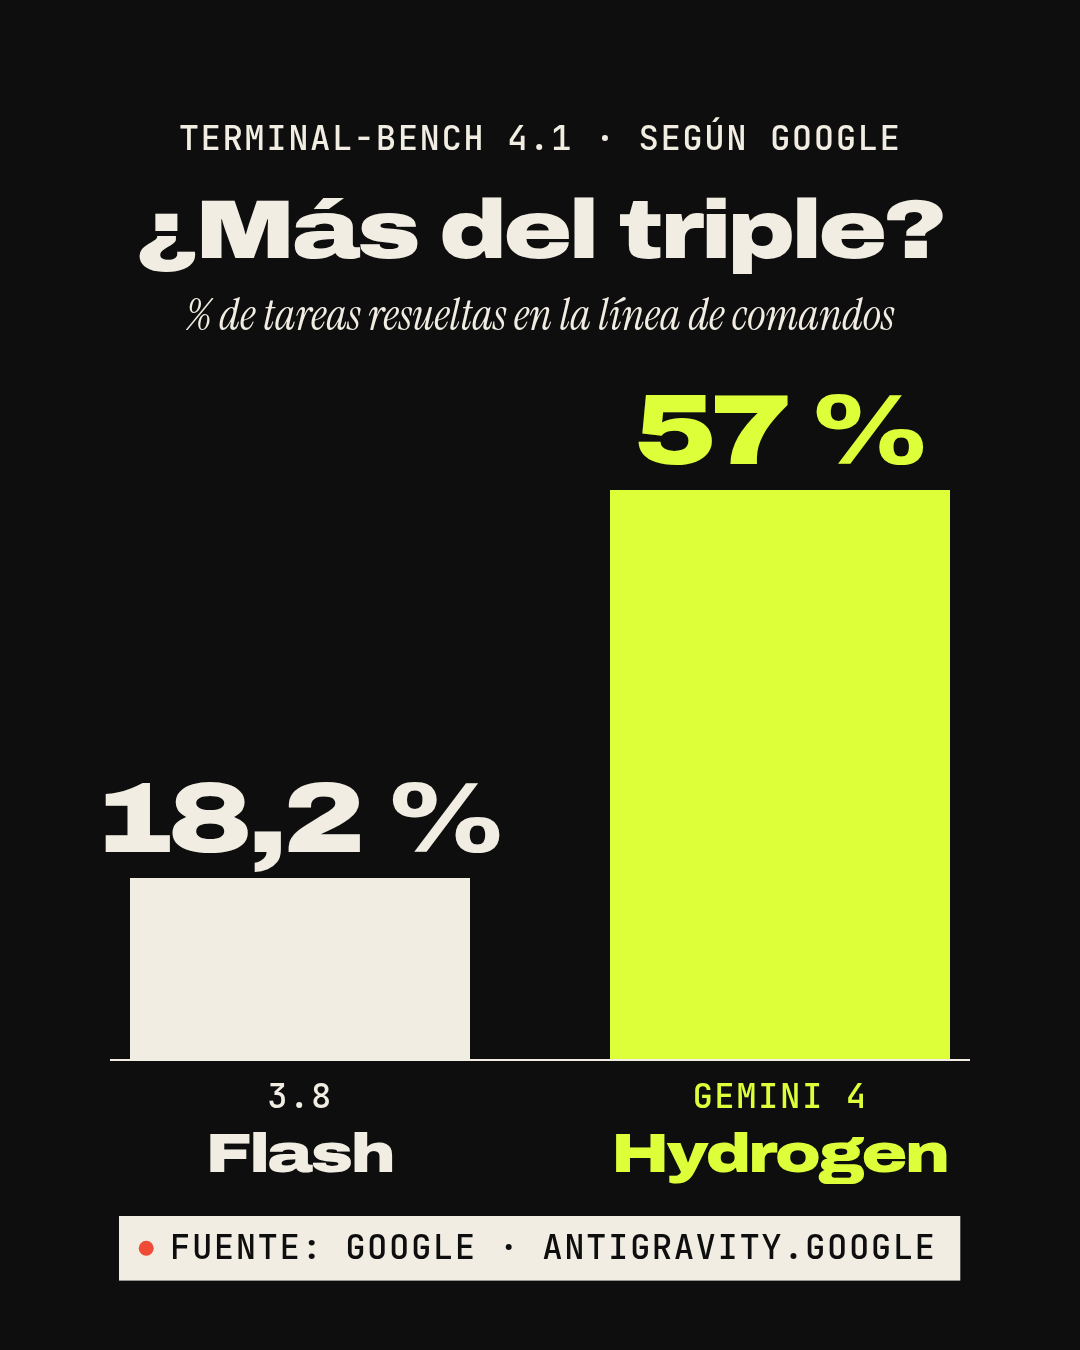 TERMINAL-BENCH 4.1 · SEGÚN GOOGLE
¿Más del triple?
% de tareas resueltas en la línea de comandos
57 %
18,2 %
3.8
Flash
GEMINI 4
Hydrogen
FUENTE: GOOGLE · ANTIGRAVITY.GOOGLE